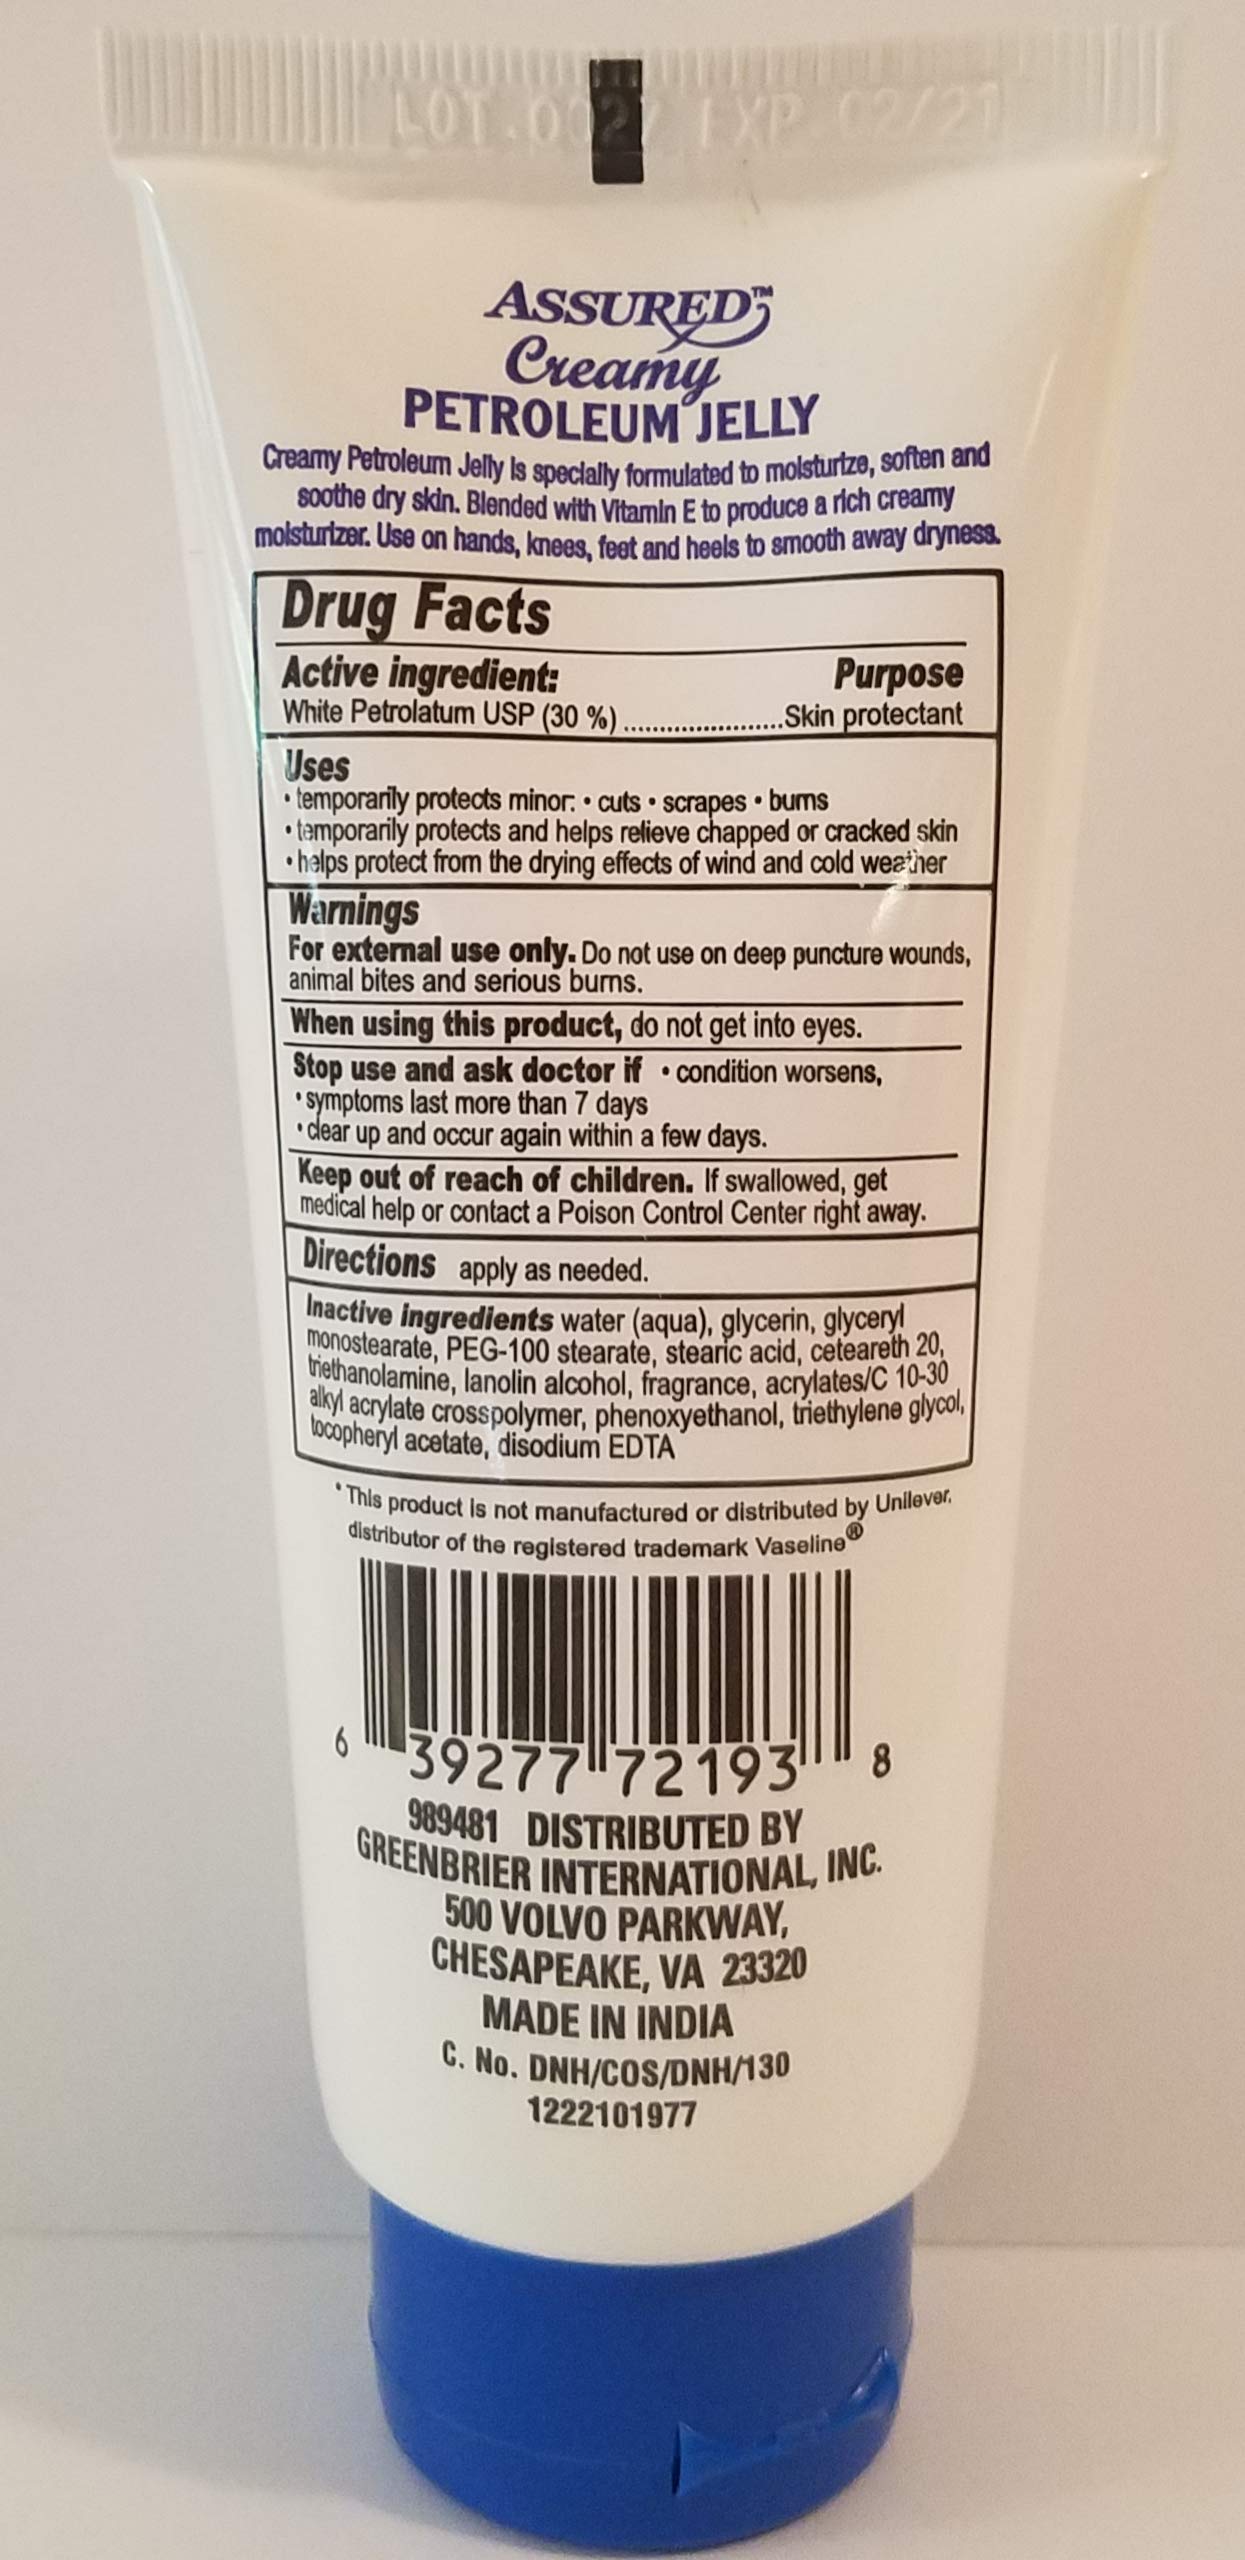 ASSURED™
Creamy
PETROLEUM JELLY
Creamy Petroleum Jelly is specially formulated to moisturize, soften and
soothe dry skin. Blended with Vitamin E to produce a rich creamy
moisturizer. Use on hands, knees, feet and heels to smooth away dryness.
Drug Facts
Active ingredient: Purpose
White Petrolatum USP (30 %)......................Skin protectant
Uses
• temporarily protects minor: • cuts • scrapes • burns
• temporarily protects and helps relieve chapped or cracked skin
• helps protect from the drying effects of wind and cold weather
Warnings
For external use only. Do not use on deep puncture wounds,
animal bites and serious burns.
When using this product, do not get into eyes.
Stop use and ask doctor if • condition worsens,
• symptoms last more than 7 days
• clear up and occur again within a few days.
Keep out of reach of children. If swallowed, get
medical help or contact a Poison Control Center right away.
Directions apply as needed.
Inactive ingredients water (aqua), glycerin, glyceryl
monostearate, PEG-100 stearate, stearic acid, ceteareth 20,
triethanolamine, lanolin alcohol, fragrance, acrylates/C 10-30
alkyl acrylate crosspolymer, phenoxyethanol, triethylene glycol,
tocopheryl acetate, disodium EDTA
* This product is not manufactured or distributed by Unilever,
distributor of the registered trademark Vaseline®
6 39277 72193 8
989481 DISTRIBUTED BY
GREENBRIER INTERNATIONAL, INC.
500 VOLVO PARKWAY,
CHESAPEAKE, VA 23320
MADE IN INDIA
C. No. DNH/COS/DNH/130
1222101977